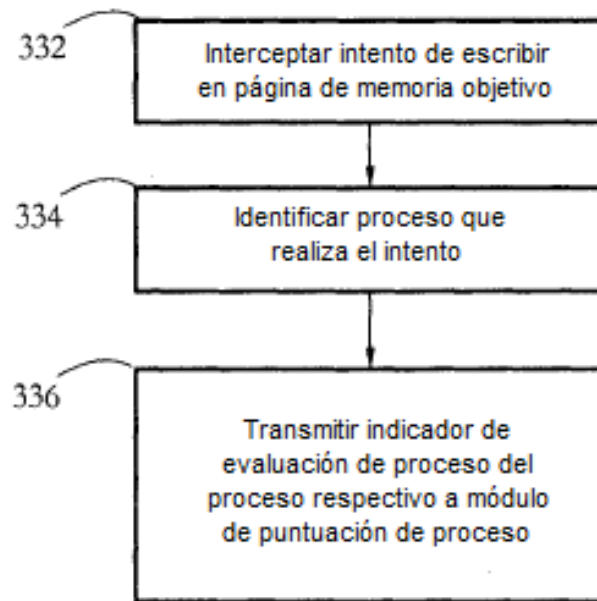 332
Interceptar intento de escribir
en página de memoria objetivo
334
Identificar proceso que
realiza el intento
336
Transmitir indicador de
evaluación de proceso del
proceso respectivo a módulo
de puntuación de proceso